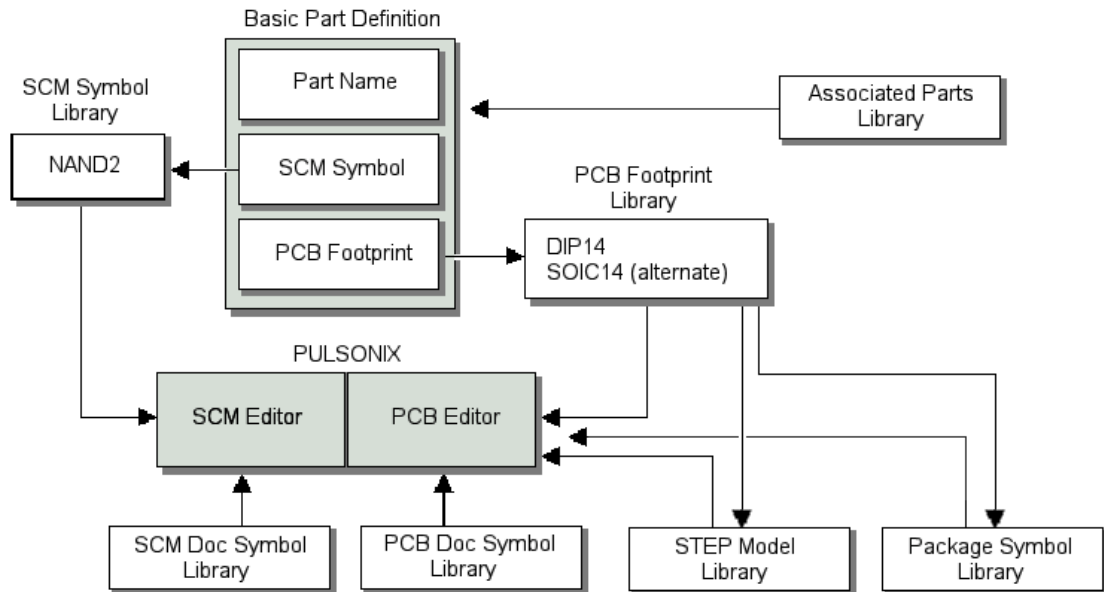 Basic Part Definition
Part Name
SCM Symbol
Library
Associated Parts
Library
NAND2
SCM Symbol
PCB Footprint
Library
PCB Footprint
DIP14
SOIC14 (alternate)
PULSONIX
SCM Editor
PCB Editor
SCM Doc Symbol
Library
PCB Doc Symbol
Library
STEP Model
Library
Package Symbol
Library